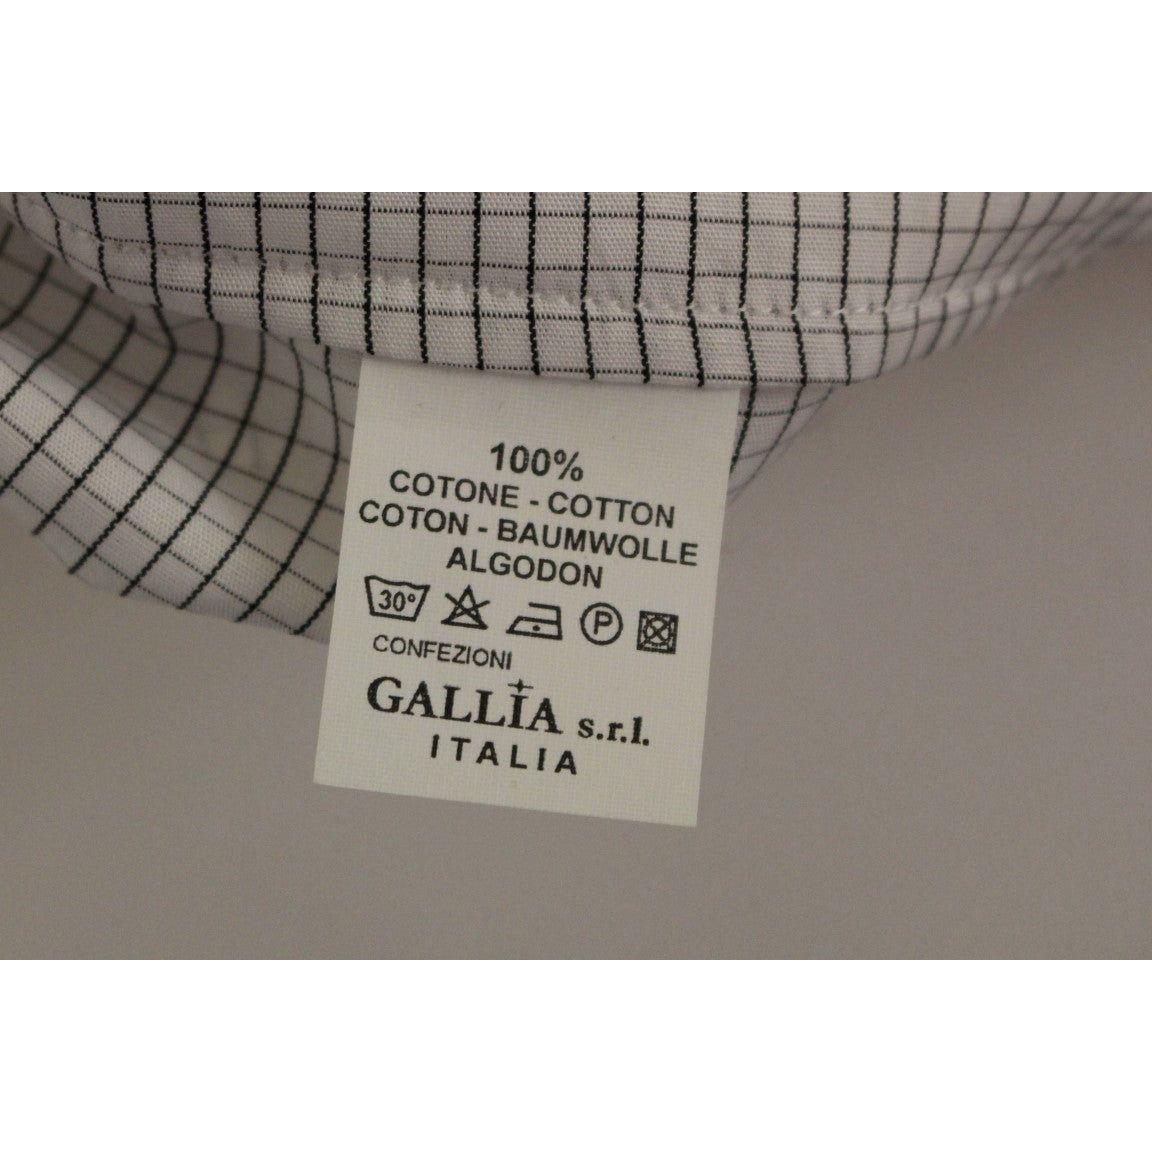 100%
COTONE - COTTON
COTON - BAUMWOLLE
ALGODON
30° P
CONFEZIONI
GALLIA s.r.l.
ITALIA